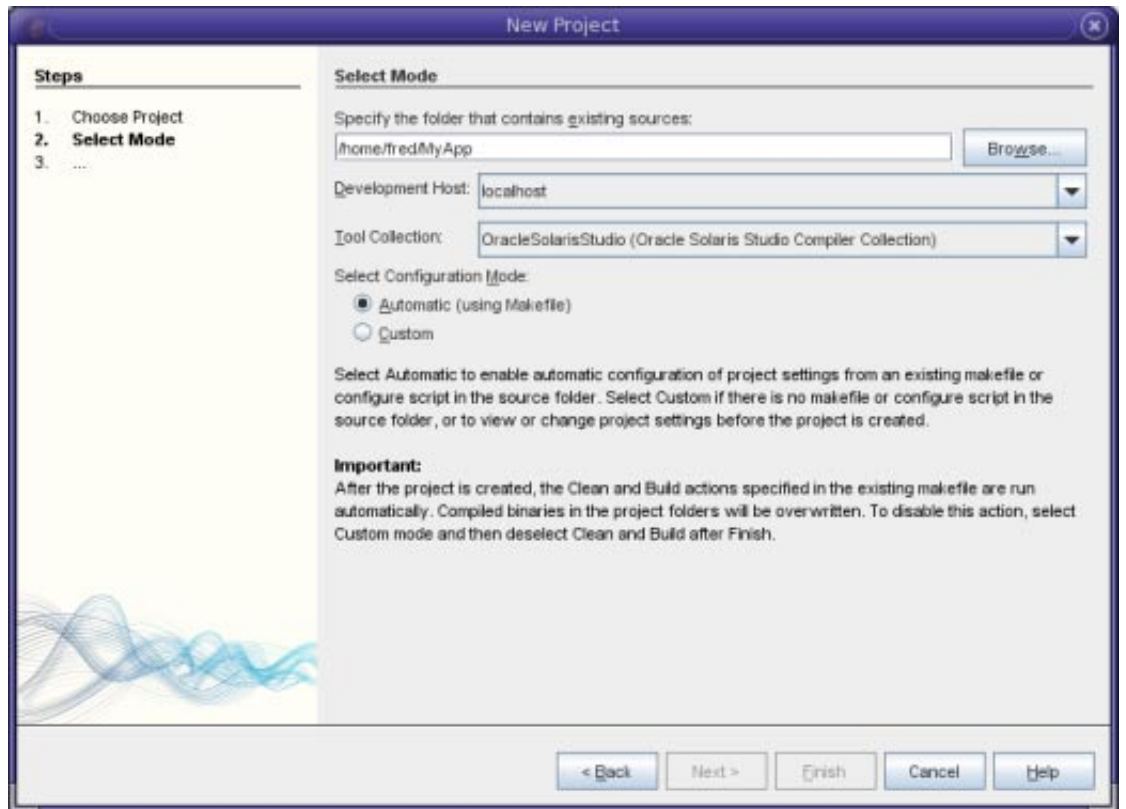 New Project
Steps
1. Choose Project
2. Select Mode
3. ...
Select Mode
Specify the folder that contains existing sources:
/home/fred/MyApp
Browse...
Development Host: localhost
Tool Collection: OracleSolarisStudio (Oracle Solaris Studio Compiler Collection)
Select Configuration Mode:
Automatic (using Makefile)
Custom
Select Automatic to enable automatic configuration of project settings from an existing makefile or
configure script in the source folder. Select Custom if there is no makefile or configure script in the
source folder, or to view or change project settings before the project is created.
Important:
After the project is created, the Clean and Build actions specified in the existing makefile are run
automatically. Compiled binaries in the project folders will be overwritten. To disable this action, select
Custom mode and then deselect Clean and Build after Finish.
< Back Next > Finish Cancel Help